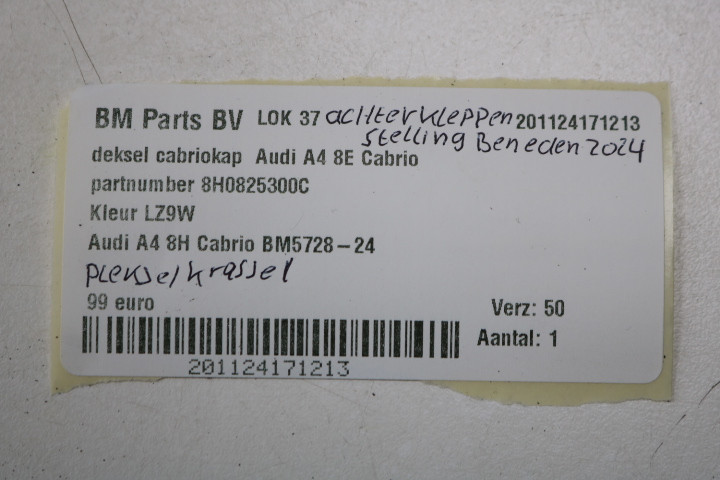 BM Parts BV LOK 37 achterkleppen 201124171213
stelling Beneden 2024
deksel cabriokap Audi A4 8E Cabrio
partnumber 8H0825300C
Kleur LZ9W
Audi A4 8H Cabrio BM5728-24
99 euro Verz: 50
Aantal: 1
201124171213